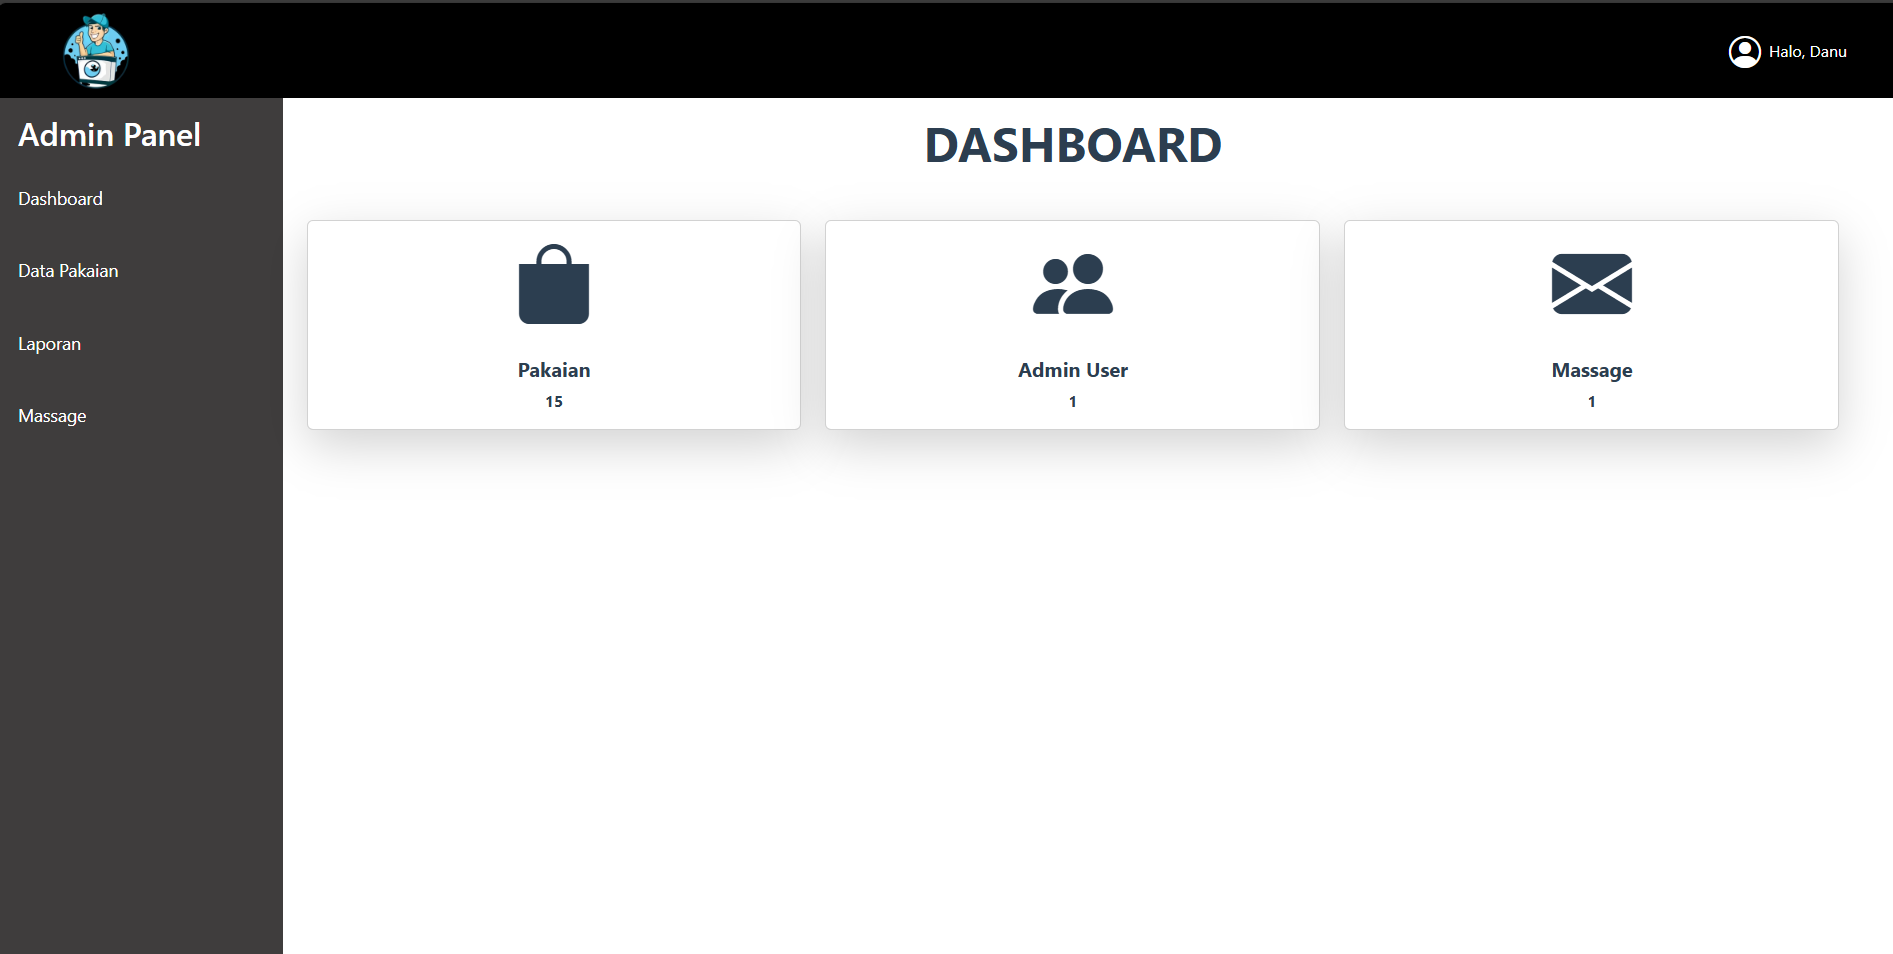 Halo, Danu
Admin Panel
Dashboard
Data Pakaian
Laporan
Massage
DASHBOARD
Pakaian
15
Admin User
1
Massage
1